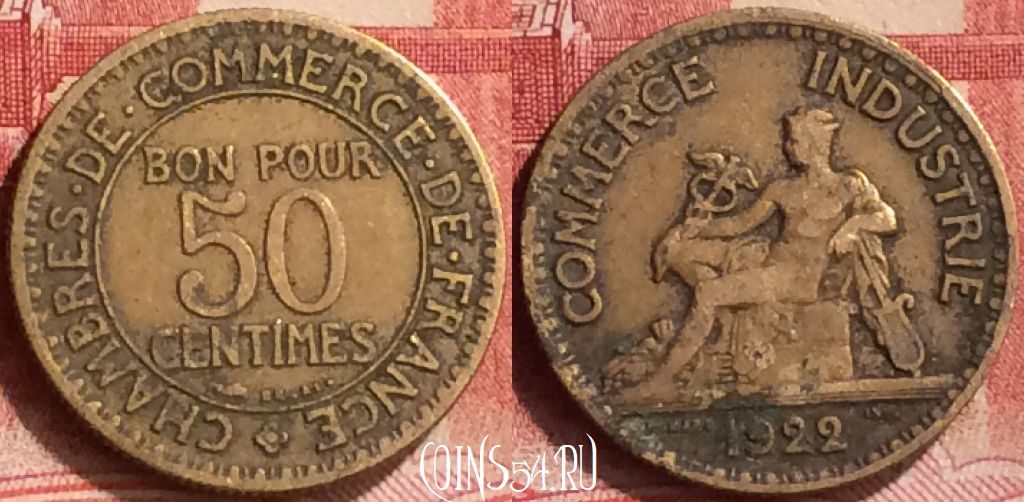 CHAMBRES · DE · COMMERCE · DE · FRANCE
BON POUR
50
CENTIMES
COMMERCE INDUSTRIE
1922
COINS54.RU